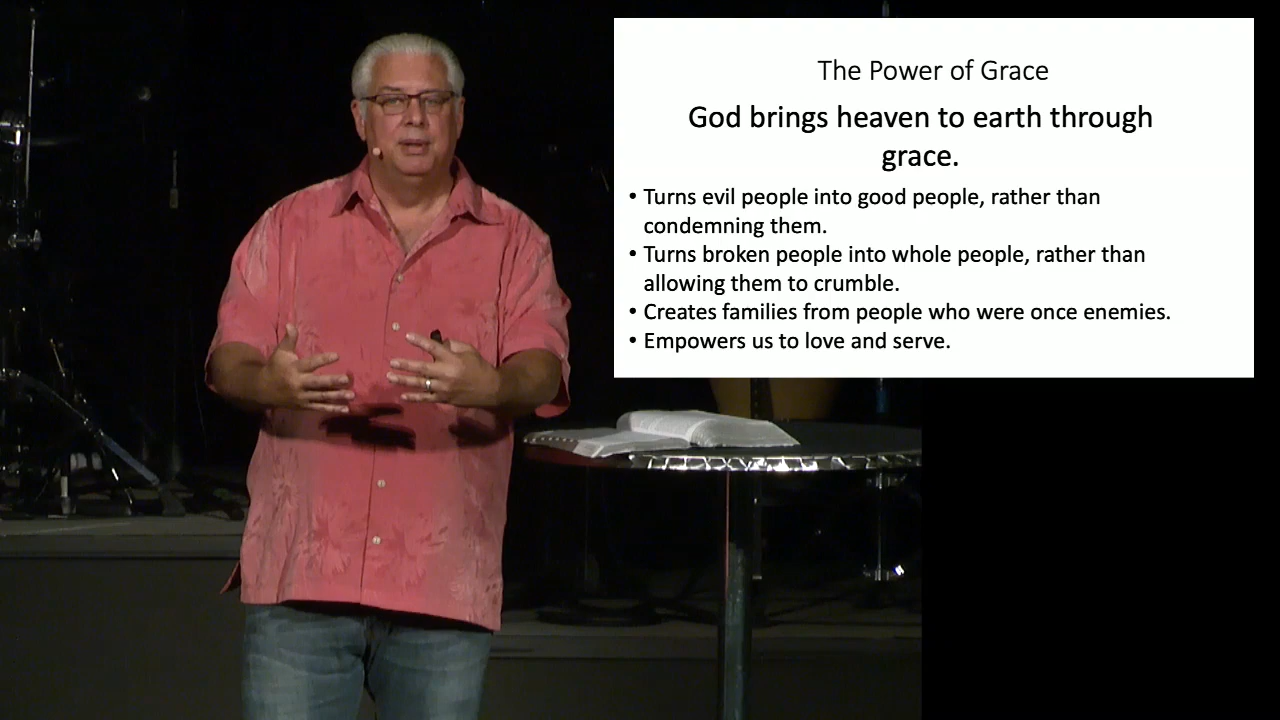 The Power of Grace
God brings heaven to earth through
grace.
• Turns evil people into good people, rather than
condemning them.
• Turns broken people into whole people, rather than
allowing them to crumble.
• Creates families from people who were once enemies.
• Empowers us to love and serve.